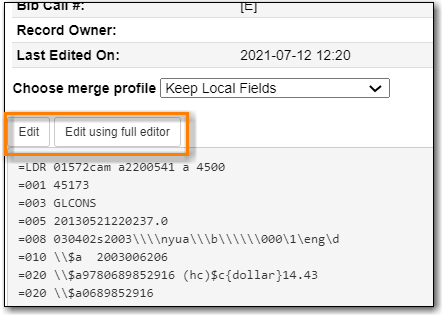 Bib Call #: [E]
Record Owner:
Last Edited On: 2021-07-12 12:20
Choose merge profile Keep Local Fields
Edit Edit using full editor
=LDR 01572cam a2200541 a 4500
=001 45173
=003 GLCONS
=005 20130521220237.0
=008 030402s2003\\\\nyua\\\b\\\\\\000\1\eng\d
=010 \\$a  2003006206
=020 \\$a9780689852916 (hc)$c{dollar}14.43
=020 \\$a0689852916